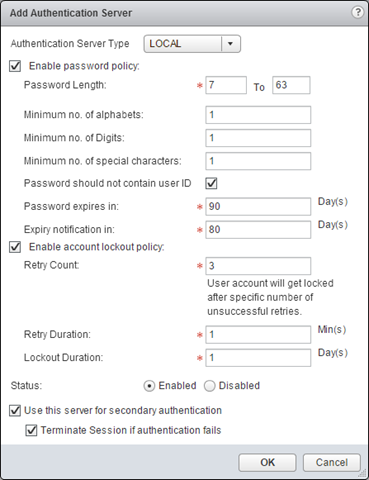 Add Authentication Server ?
Authentication Server Type LOCAL
Enable password policy:
Password Length: * 7 To 63
Minimum no. of alphabets: 1
Minimum no. of Digits: 1
Minimum no. of special characters: 1
Password should not contain user ID
Password expires in: * 90 Day(s)
Expiry notification in: * 80 Day(s)
Enable account lockout policy:
Retry Count: * 3
User account will get locked
after specific number of
unsuccessful retries.
Retry Duration: * 1 Min(s)
Lockout Duration: * 1 Day(s)
Status: Enabled Disabled
Use this server for secondary authentication
Terminate Session if authentication fails
OK Cancel